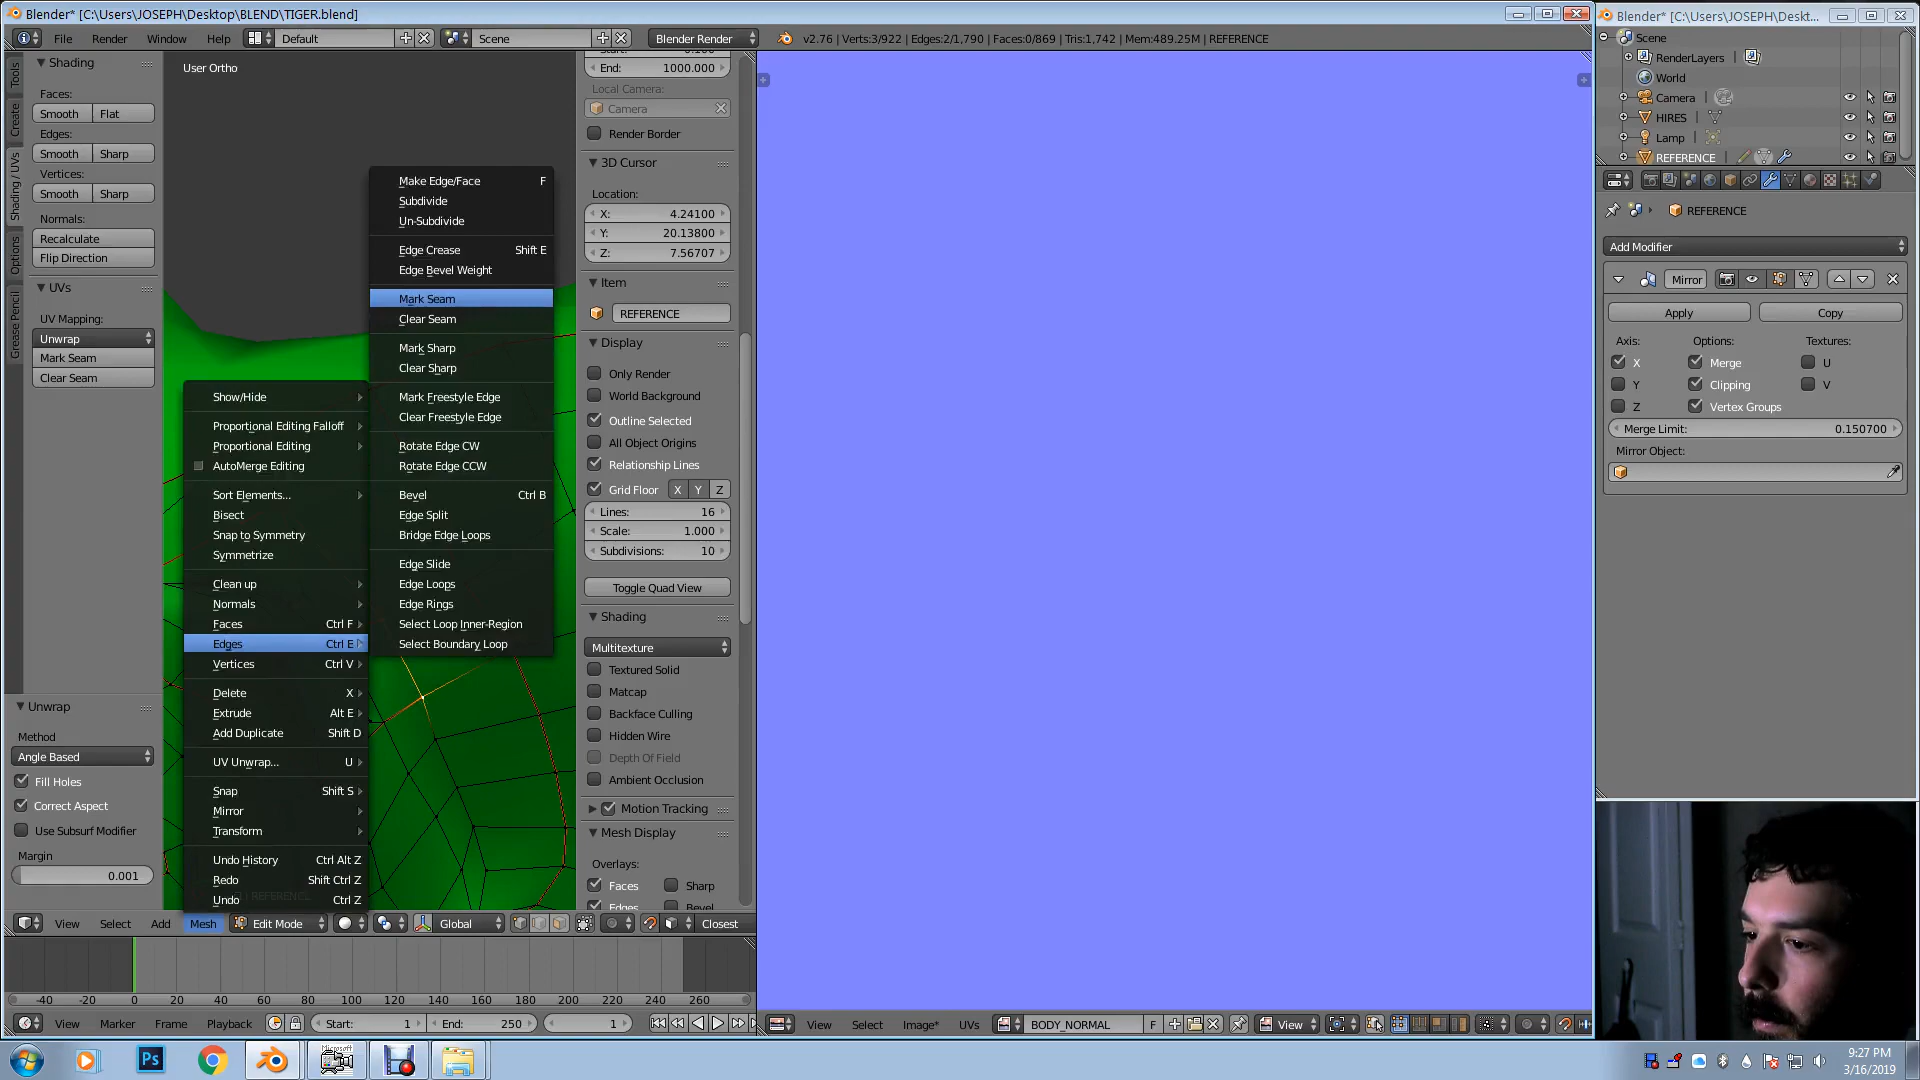 Blender* [C:\Users\JOSEPH\Desktop\BLEND\TIGER.blend]
Blender* [C:\Users\JOSEPH\Deskt...
File Render Window Help Default Scene Blender Render v2.76 | Verts:3/922 | Edges:2/1,790 | Faces:0/869 | Tris:1,742 | Mem:489.25M | REFERENCE
Tools
Create
Shading / UVs
Options
Grease Pencil
Shading
Faces:
Smooth Flat
Edges:
Smooth Sharp
Vertices:
Smooth Sharp
Normals:
Recalculate
Flip Direction
UVs
UV Mapping:
Unwrap
Mark Seam
Clear Seam
Unwrap
Method
Angle Based
Fill Holes
Correct Aspect
Use Subsurf Modifier
Margin
0.001
User Ortho
Make Edge/Face F
Subdivide
Un-Subdivide
Edge Crease Shift E
Edge Bevel Weight
Mark Seam
Clear Seam
Mark Sharp
Clear Sharp
Mark Freestyle Edge
Clear Freestyle Edge
Rotate Edge CW
Rotate Edge CCW
Bevel Ctrl B
Edge Split
Bridge Edge Loops
Edge Slide
Edge Loops
Edge Rings
Select Loop Inner-Region
Select Boundary Loop
Show/Hide
Proportional Editing Falloff
Proportional Editing
AutoMerge Editing
Sort Elements...
Bisect
Snap to Symmetry
Symmetrize
Clean up
Normals
Faces Ctrl F
Edges Ctrl E
Vertices Ctrl V
Delete X
Extrude Alt E
Add Duplicate Shift D
UV Unwrap... U
Snap Shift S
Mirror
Transform
Undo History Ctrl Alt Z
Redo Shift Ctrl Z
Undo Ctrl Z
End: 1000.000
Local Camera:
Camera
Render Border
3D Cursor
Location:
X: 4.24100
Y: 20.13800
Z: 7.56707
Item
REFERENCE
Display
Only Render
World Background
Outline Selected
All Object Origins
Relationship Lines
Grid Floor X Y Z
Lines: 16
Scale: 1.000
Subdivisions: 10
Toggle Quad View
Shading
Multitexture
Textured Solid
Matcap
Backface Culling
Hidden Wire
Depth Of Field
Ambient Occlusion
Motion Tracking
Mesh Display
Overlays:
Faces Sharp
Edges Bevel
View Select Add Mesh Edit Mode Global Closest
-40 -20 0 20 40 60 80 100 120 140 160 180 200 220 240 260
View Marker Frame Playback Start: 1 End: 250 1
View Select Image* UVs BODY_NORMAL F View
Scene
RenderLayers
World
Camera
HIRES
Lamp
REFERENCE
REFERENCE
Add Modifier
Mirror
Apply Copy
Axis: Options: Textures:
X Merge U
Y Clipping V
Z Vertex Groups
Merge Limit: 0.150700
Mirror Object:
Ps
Microsoft
9:27 PM
3/16/2019